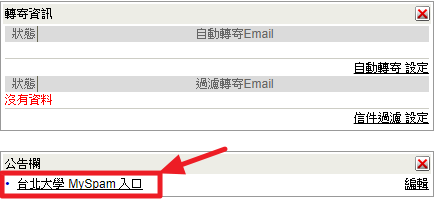 轉寄資訊
狀態 自動轉寄Email
自動轉寄 設定
狀態 過濾轉寄Email
沒有資料
信件過濾 設定
公告欄
• 台北大學 MySpam 入口 編輯